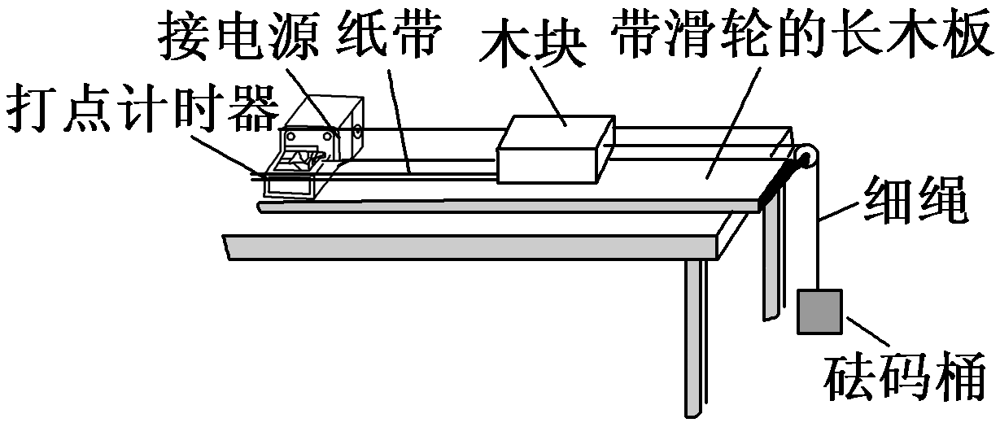 接电源
纸带
木块
带滑轮的长木板
打点计时器
细绳
砝码桶